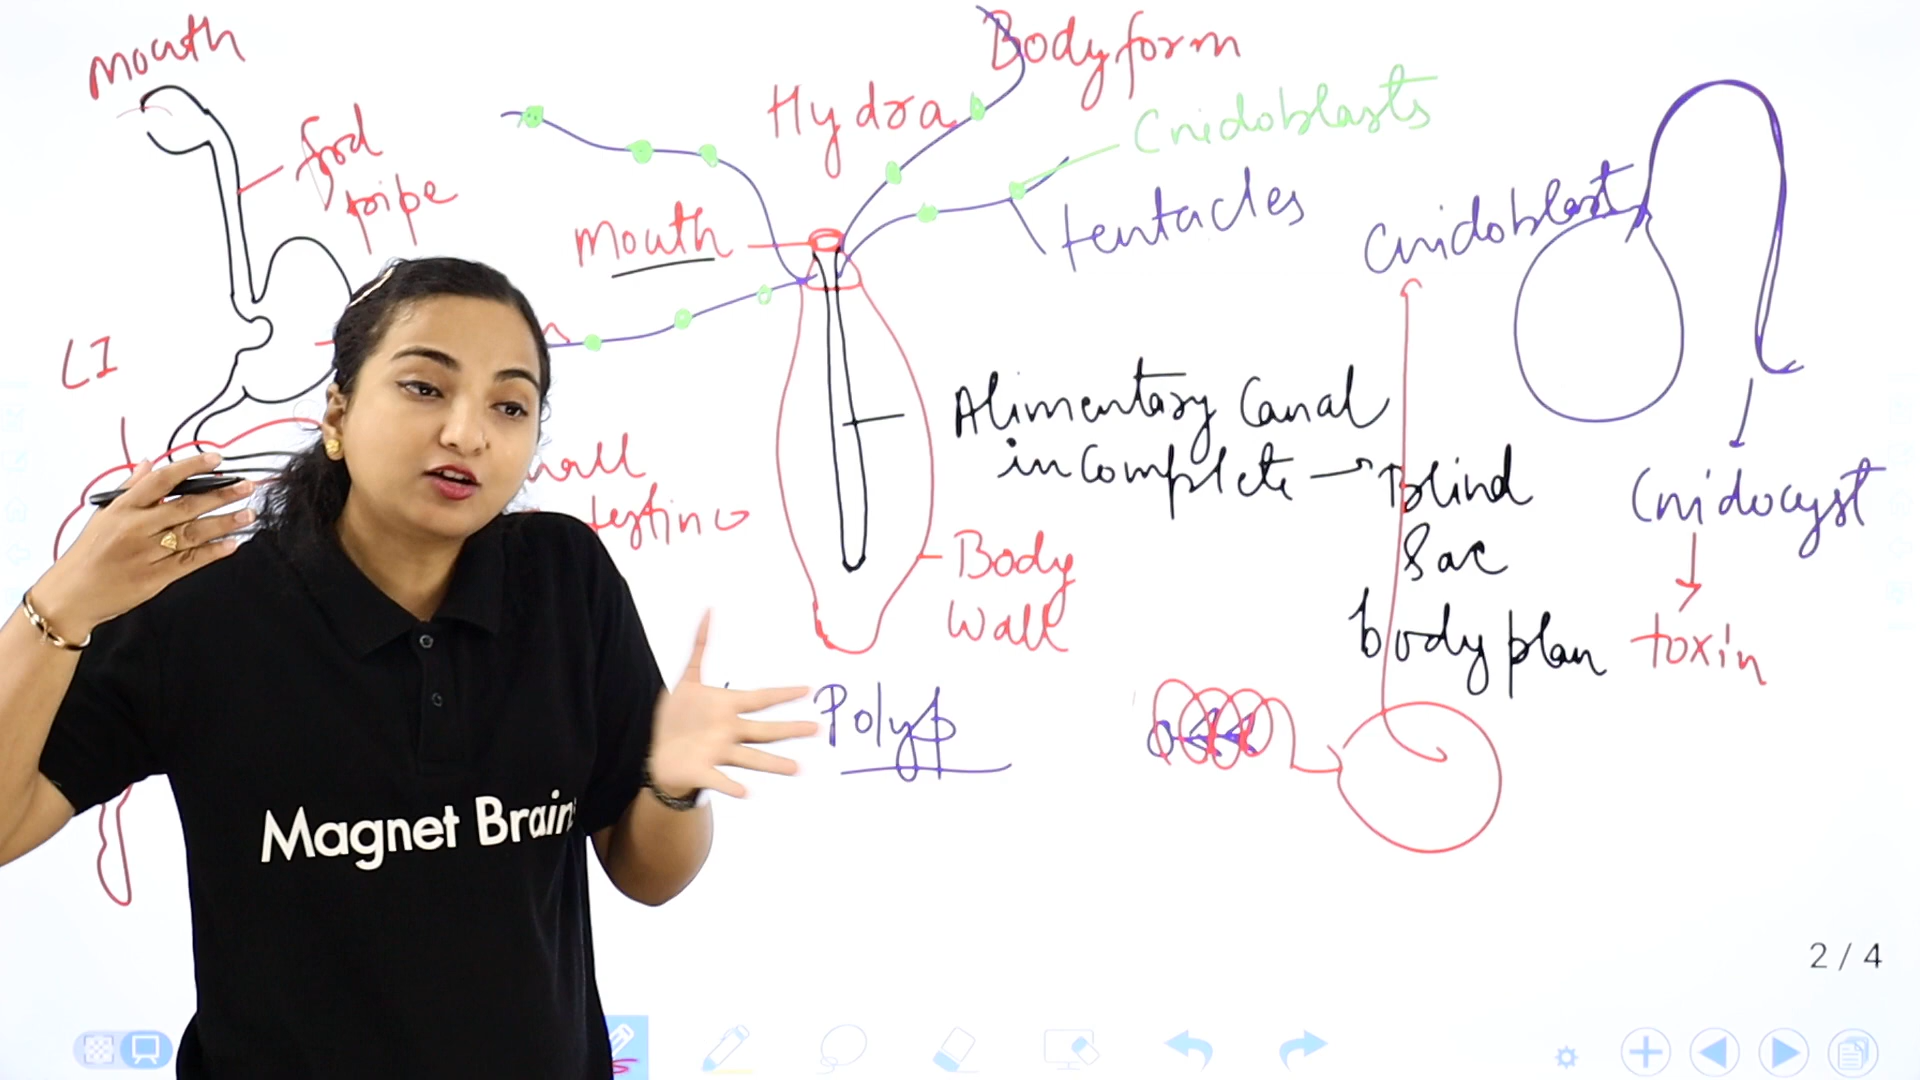 mouth
food
pipe
LI
Body form
Hydra
Cnidoblasts
tentacles
mouth
Cnidoblast
Alimentary Canal
incomplete → Blind
Sac
body plan
Cnidocyst
toxin
Body
Wall
Polyp
Magnet Brain
2 / 4